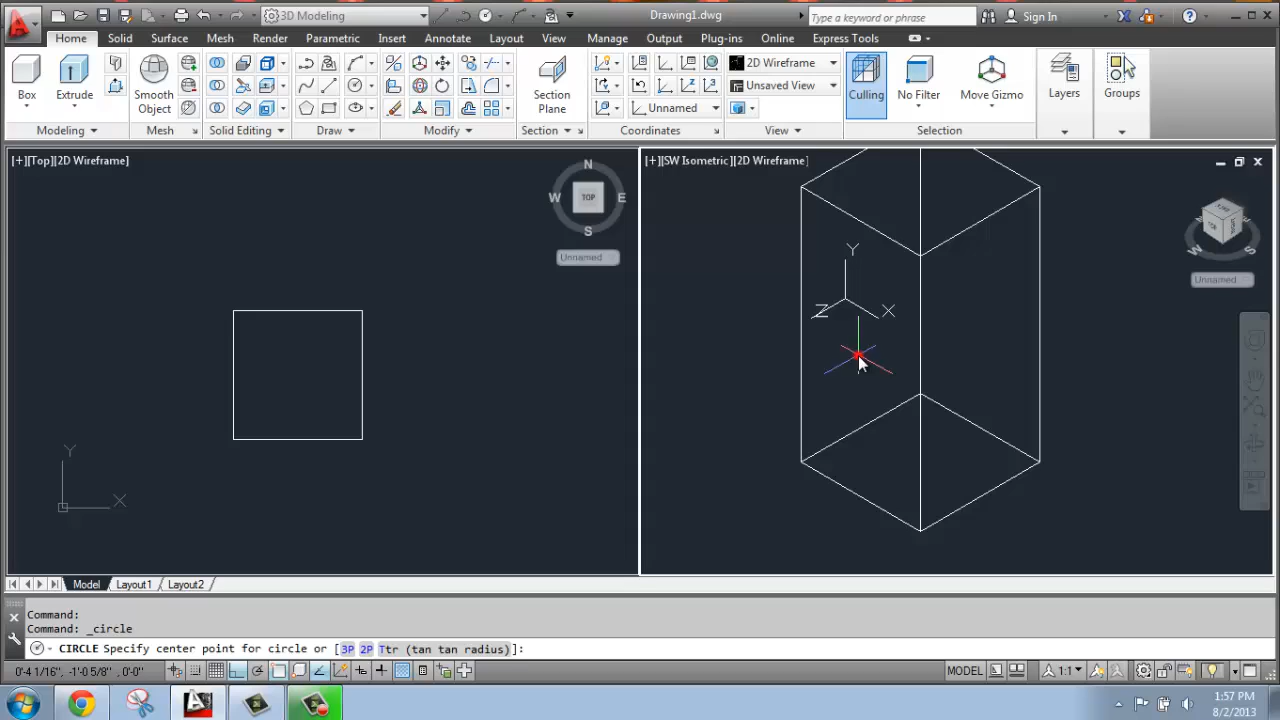 3D Modeling
Drawing1.dwg
Type a keyword or phrase
Sign In
Home Solid Surface Mesh Render Parametric Insert Annotate Layout View Manage Output Plug-ins Online Express Tools
Box
Extrude
Smooth Object
Section Plane
Unnamed
2D Wireframe
Unsaved View
Culling
No Filter
Move Gizmo
Layers
Groups
Modeling Mesh Solid Editing Draw Modify Section Coordinates View Selection
[+][Top][2D Wireframe]
N
W TOP E
S
Unnamed
Y
X
[+][SW Isometric][2D Wireframe]
Y
Z X
W S
Unnamed
Model Layout1 Layout2
Command:
Command: _circle
CIRCLE Specify center point for circle or [3P 2P Ttr (tan tan radius)]:
0'-4 1/16", -1'-0 5/8", 0'-0"
MODEL
1:1
1:57 PM
8/2/2013